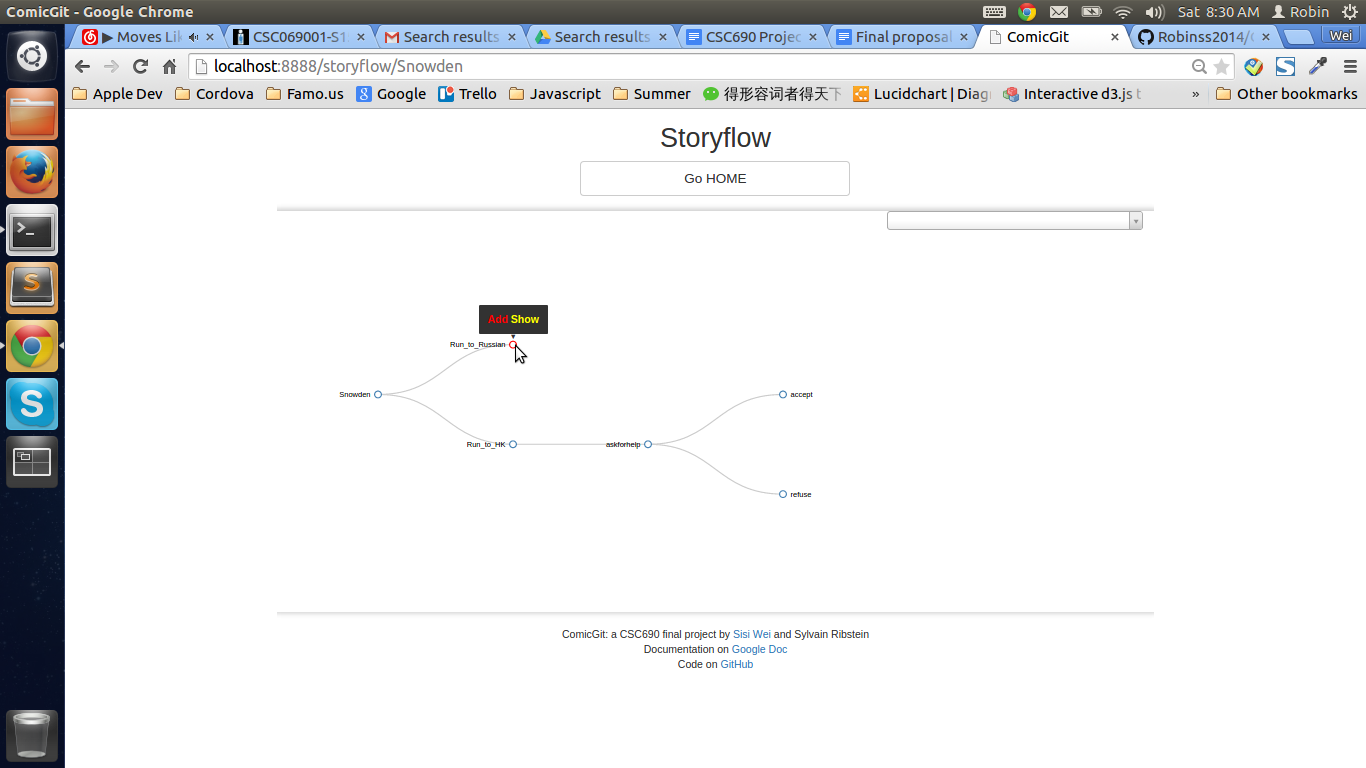 ComicGit - Google Chrome
Sat 8:30 AM
Robin
▶ Moves Li
CSC069001-S1
Search results
Search results
CSC690 Projec
Final proposal
ComicGit
Robinss2014/
Wei
localhost:8888/storyflow/Snowden
Apple Dev
Cordova
Famo.us
Google
Trello
Javascript
Summer
得形容词者得天下
Lucidchart | Diag
Interactive d3.js t
»
Other bookmarks
Storyflow
Go HOME
Add Show
Run_to_Russian
Snowden
accept
Run_to_HK
askforhelp
refuse
ComicGit: a CSC690 final project by Sisi Wei and Sylvain Ribstein
Documentation on Google Doc
Code on GitHub